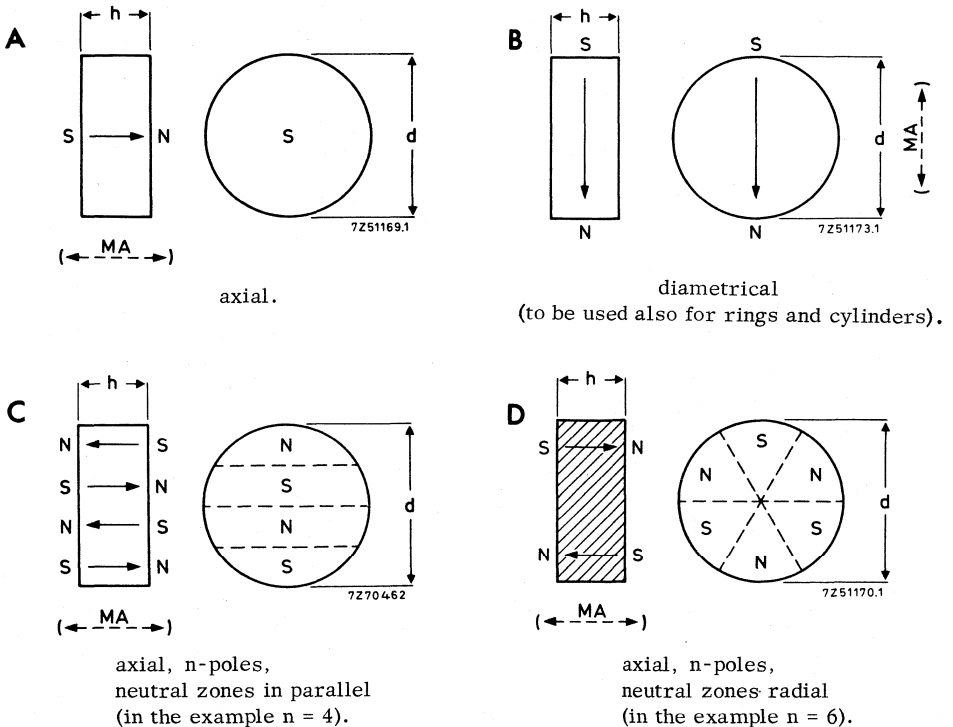 A
h
S
N
S
d
7Z51169.1
(MA)
axial.
B
h
S
S
N
N
d
(MA)
7Z51173.1
diametrical
(to be used also for rings and cylinders).
C
h
N S
S N
N S
S N
N
S
N
S
d
7Z70462
(MA)
axial, n-poles,
neutral zones in parallel
(in the example n = 4).
D
h
S N
N S
S
N N
S S
N
d
7Z51170.1
(MA)
axial, n-poles,
neutral zones radial
(in the example n = 6).